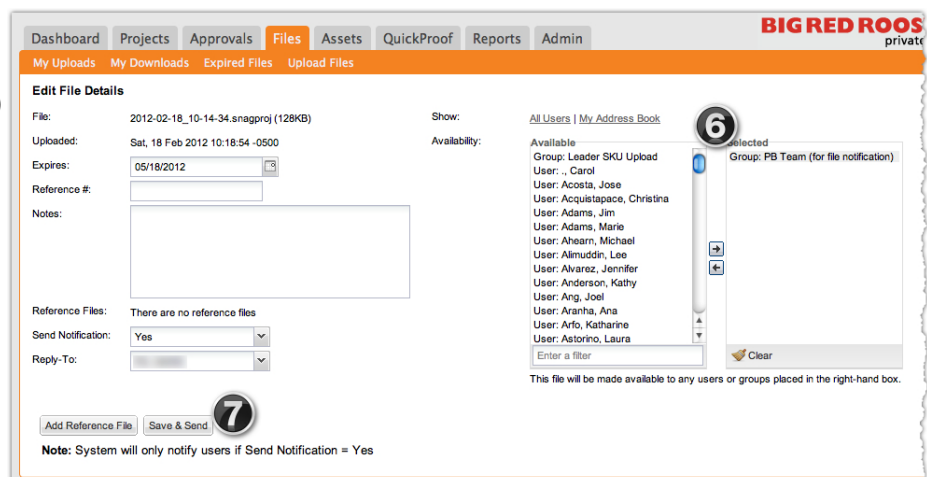 BIG RED ROOS
private
Dashboard Projects Approvals Files Assets QuickProof Reports Admin
My Uploads My Downloads Expired Files Upload Files
Edit File Details
File: 2012-02-18_10-14-34.snagproj (128KB)
Show: All Users | My Address Book
6
Uploaded: Sat, 18 Feb 2012 10:18:54 -0500
Availability:
Available
Selected
Group: Leader SKU Upload
Group: PB Team (for file notification)
User: ., Carol
Expires: 05/18/2012
User: Acosta, Jose
Reference #:
User: Acquistapace, Christina
User: Adams, Jim
Notes:
User: Adams, Marie
User: Ahearn, Michael
User: Alimuddin, Lee
User: Alvarez, Jennifer
User: Anderson, Kathy
User: Ang, Joel
User: Aranha, Ana
User: Arfo, Katharine
User: Astorino, Laura
Reference Files: There are no reference files
Send Notification: Yes
Reply-To:
Enter a filter
Clear
This file will be made available to any users or groups placed in the right-hand box.
Add Reference File Save & Send
7
Note: System will only notify users if Send Notification = Yes